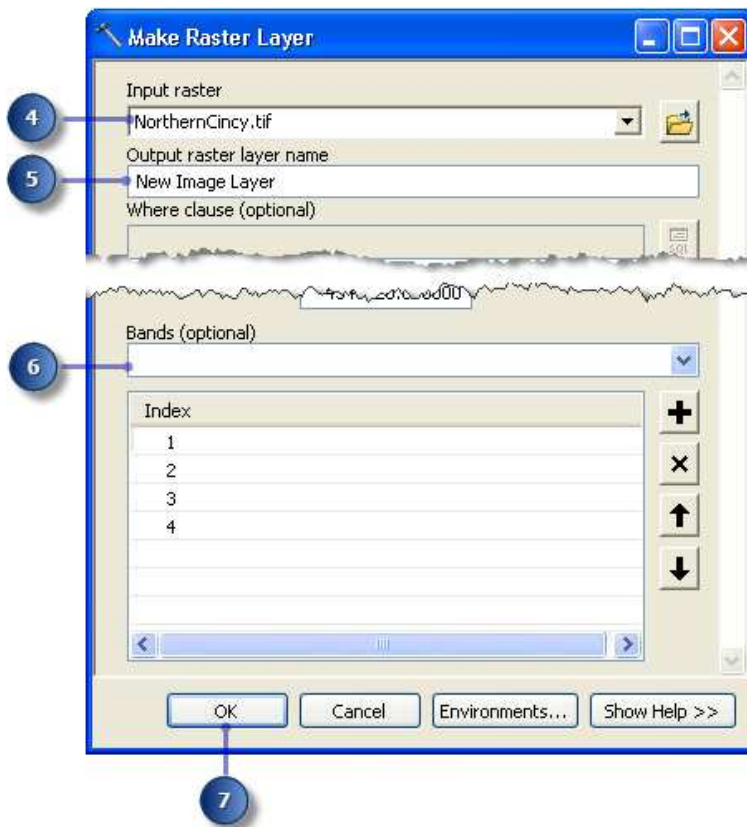 Make Raster Layer
Input raster
4
NorthernCincy.tif
Output raster layer name
5
New Image Layer
Where clause (optional)
SQL
Bands (optional)
6
Index
1
2
3
4
OK
Cancel
Environments...
Show Help >>
7